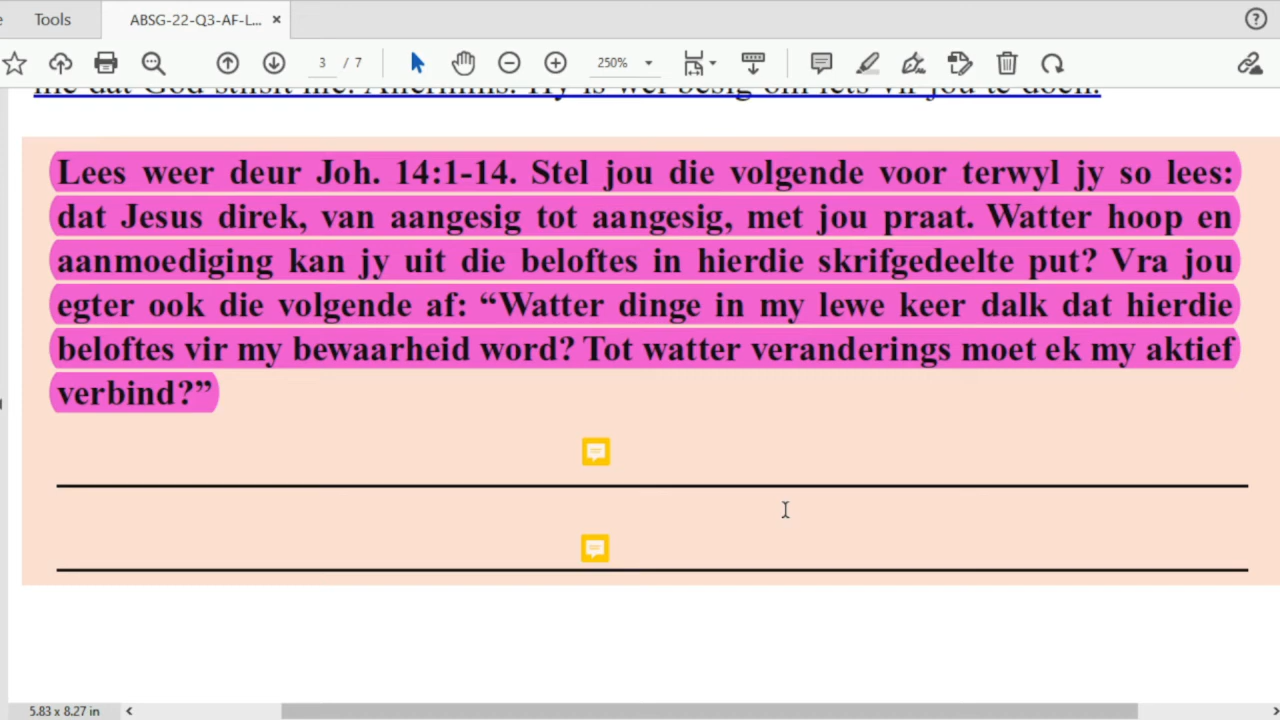 Tools
ABSG-22-Q3-AF-L... ×
3 / 7
250%
Lees weer deur Joh. 14:1-14. Stel jou die volgende voor terwyl jy so lees:
dat Jesus direk, van aangesig tot aangesig, met jou praat. Watter hoop en
aanmoediging kan jy uit die beloftes in hierdie skrifgedeelte put? Vra jou
egter ook die volgende af: “Watter dinge in my lewe keer dalk dat hierdie
beloftes vir my bewaarheid word? Tot watter veranderings moet ek my aktief
verbind?”
5.83 x 8.27 in